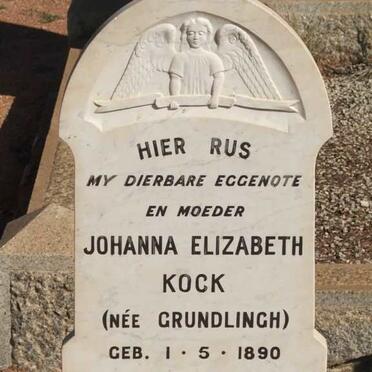 HIER RUS
MY DIERBARE EGGENOTE
EN MOEDER
JOHANNA ELIZABETH
KOCK
(NÉE GRUNDLINGH)
GEB. 1 · 5 · 1890